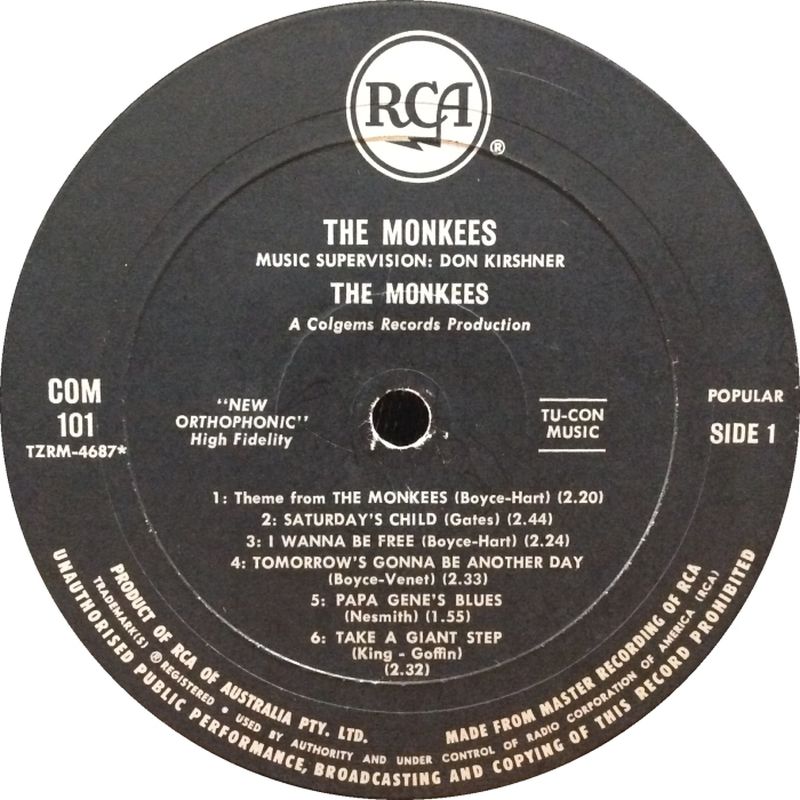 RCA
®
THE MONKEES
MUSIC SUPERVISION: DON KIRSHNER
THE MONKEES
A Colgems Records Production
COM
101
TZRM-4687*
"NEW
ORTHOPHONIC"
High Fidelity
TU-CON
MUSIC
POPULAR
SIDE 1
1: Theme from THE MONKEES (Boyce-Hart) (2.20)
2: SATURDAY'S CHILD (Gates) (2.44)
3: I WANNA BE FREE (Boyce-Hart) (2.24)
4: TOMORROW'S GONNA BE ANOTHER DAY
(Boyce-Venet) (2.33)
5: PAPA GENE'S BLUES
(Nesmith) (1.55)
6: TAKE A GIANT STEP
(King - Goffin)
(2.32)
PRODUCT OF RCA OF AUSTRALIA PTY. LTD.
MADE FROM MASTER RECORDING OF RCA
TRADEMARK(S) ® REGISTERED • USED BY AUTHORITY AND UNDER CONTROL OF RADIO CORPORATION OF AMERICA (RCA)
UNAUTHORISED PUBLIC PERFORMANCE, BROADCASTING AND COPYING OF THIS RECORD PROHIBITED